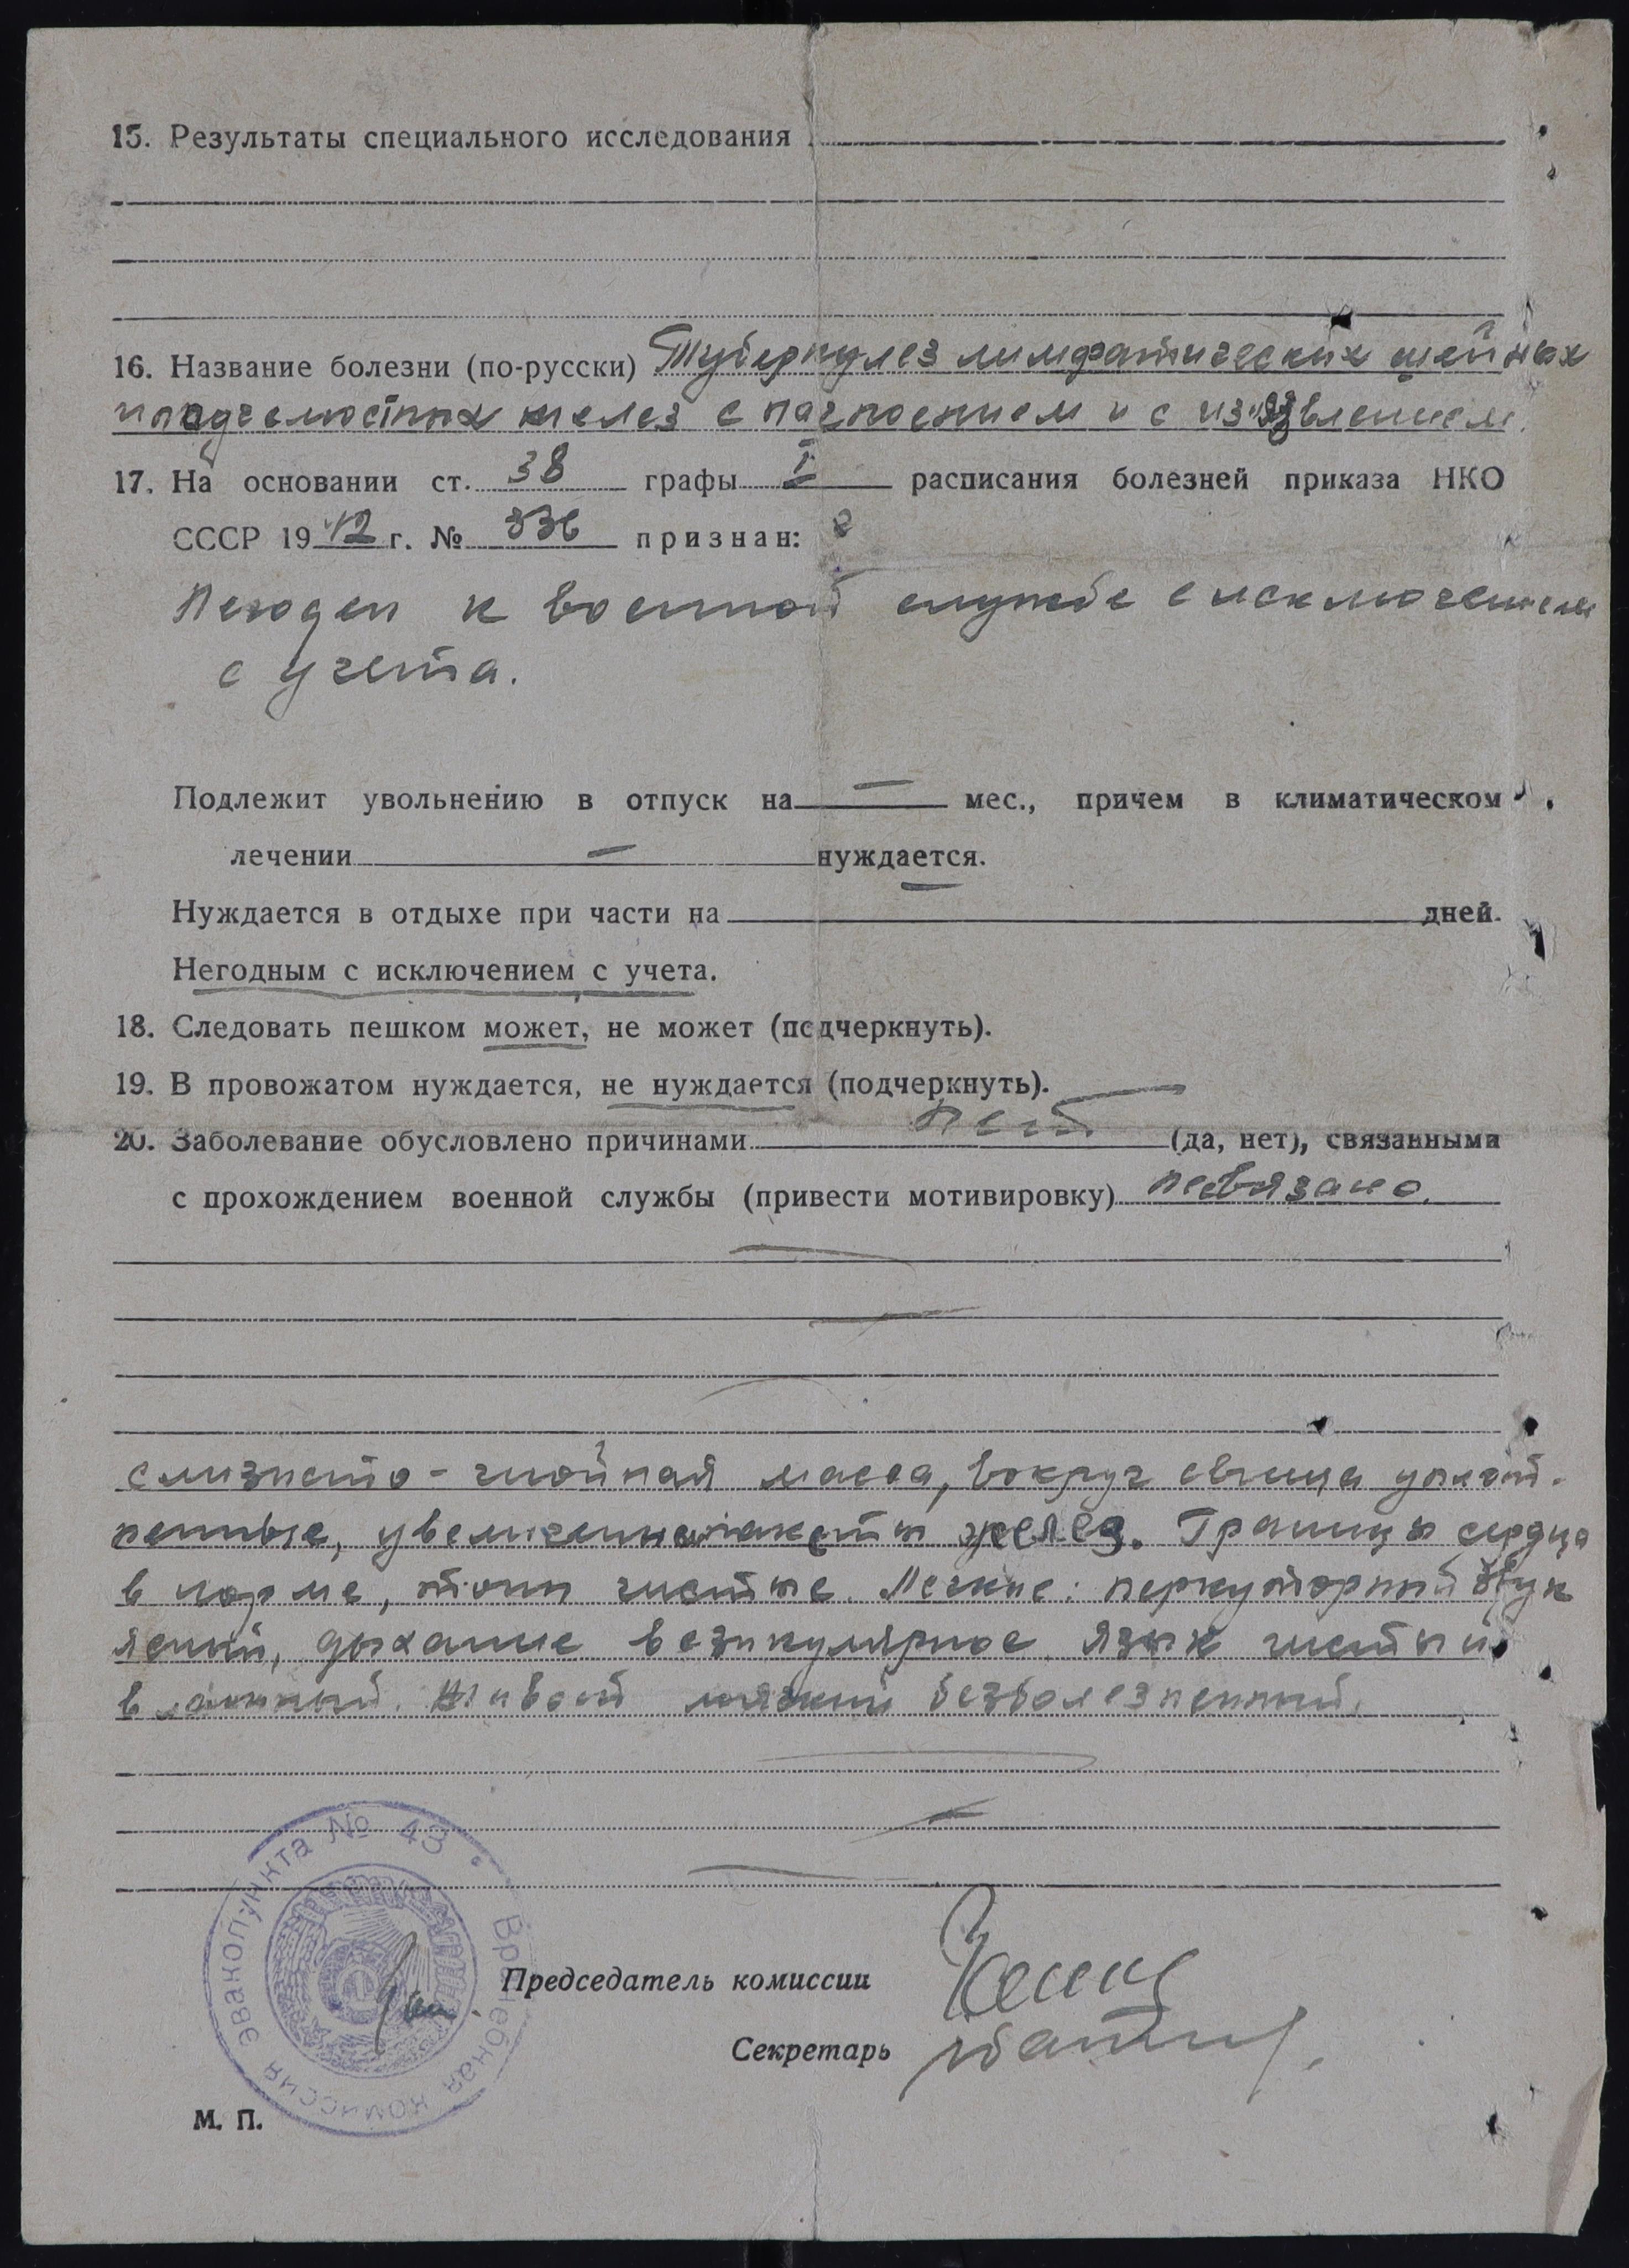 15. Результаты специального исследования
16. Название болезни (по-русски) Туберкулез лимфатических шейных
и подчелюстных желез с нагноением и с изъязвлением.
17. На основании ст. 38 графы I расписания болезней приказа НКО
СССР 1942 г. № 336 признан:
Негоден к военной службе с исключением
с учета.
Подлежит увольнению в отпуск на — мес., причем в климатическом
лечении — нуждается.
Нуждается в отдыхе при части на дней.
Негодным с исключением с учета.
18. Следовать пешком может, не может (подчеркнуть).
19. В провожатом нуждается, не нуждается (подчеркнуть).
20. Заболевание обусловлено причинами нет (да, нет), связанными
с прохождением военной службы (привести мотивировку)
слизисто-гнойная масса, вокруг свища уплот-
ненные, увеличенные пакеты желез. Границы сердца
в норме, тоны чистые. Легкие: перкуторный звук
ясный, дыхание везикулярное. Язык чистый
влажный. Живот мягкий безболезненный.
Врачебная комиссия эвакопункта № 43
Председатель комиссии
Секретарь
М. П.